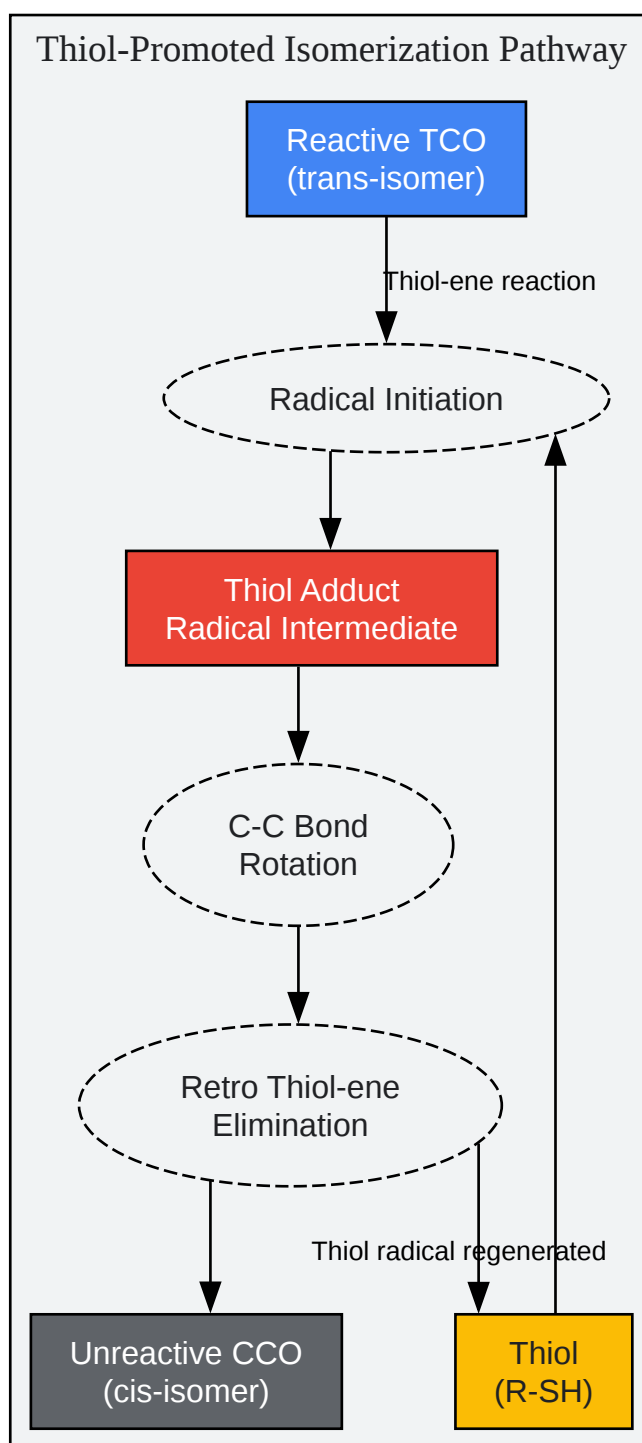 Thiol-Promoted Isomerization Pathway
Reactive TCO
(trans-isomer)
Thiol-ene reaction
Radical Initiation
Thiol Adduct
Radical Intermediate
C-C Bond
Rotation
Retro Thiol-ene
Elimination
Thiol radical regenerated
Unreactive CCO
(cis-isomer)
Thiol
(R-SH)